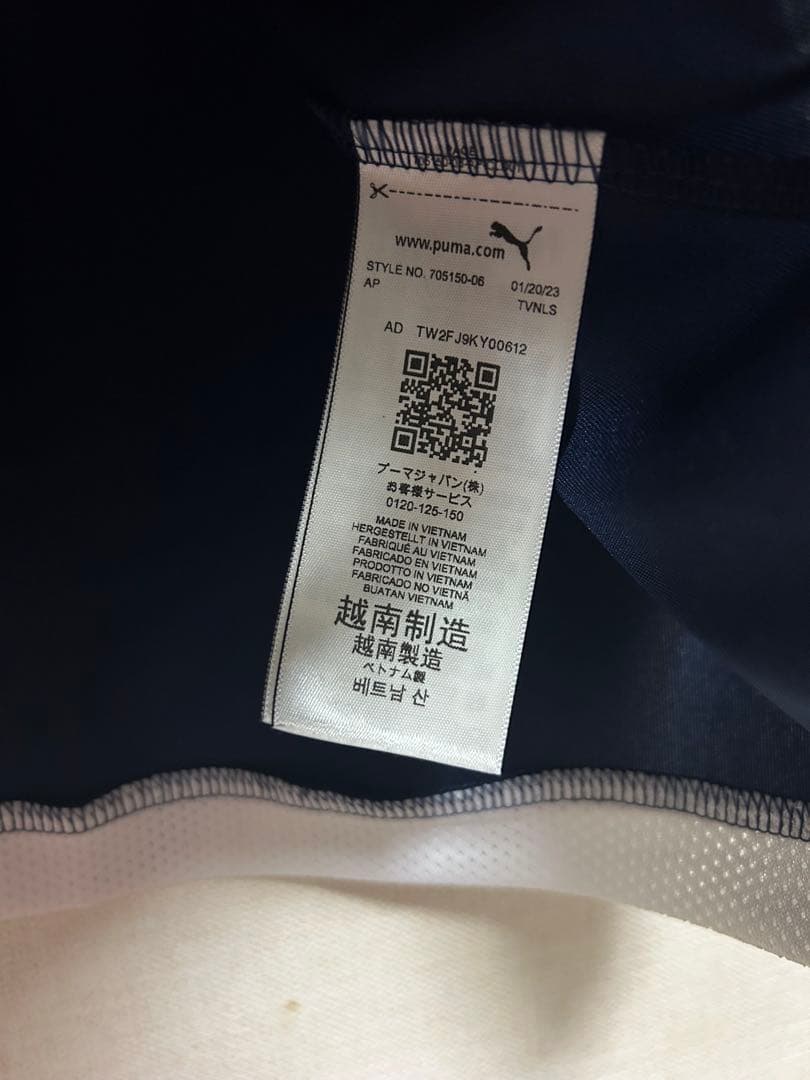 www.puma.com
STYLE NO. 705150-06 01/20/23
AP TVNLS
AD TW2FJ9KY00612
プーマジャパン(株)
お客様サービス
0120-125-150
MADE IN VIETNAM
HERGESTELLT IN VIETNAM
FABRIQUÉ AU VIETNAM
FABRICADO EN VIETNAM
PRODOTTO IN VIETNAM
FABRICADO NO VIETNÃ
BUATAN VIETNAM
越南制造
越南製造
ベトナム製
베트남 산